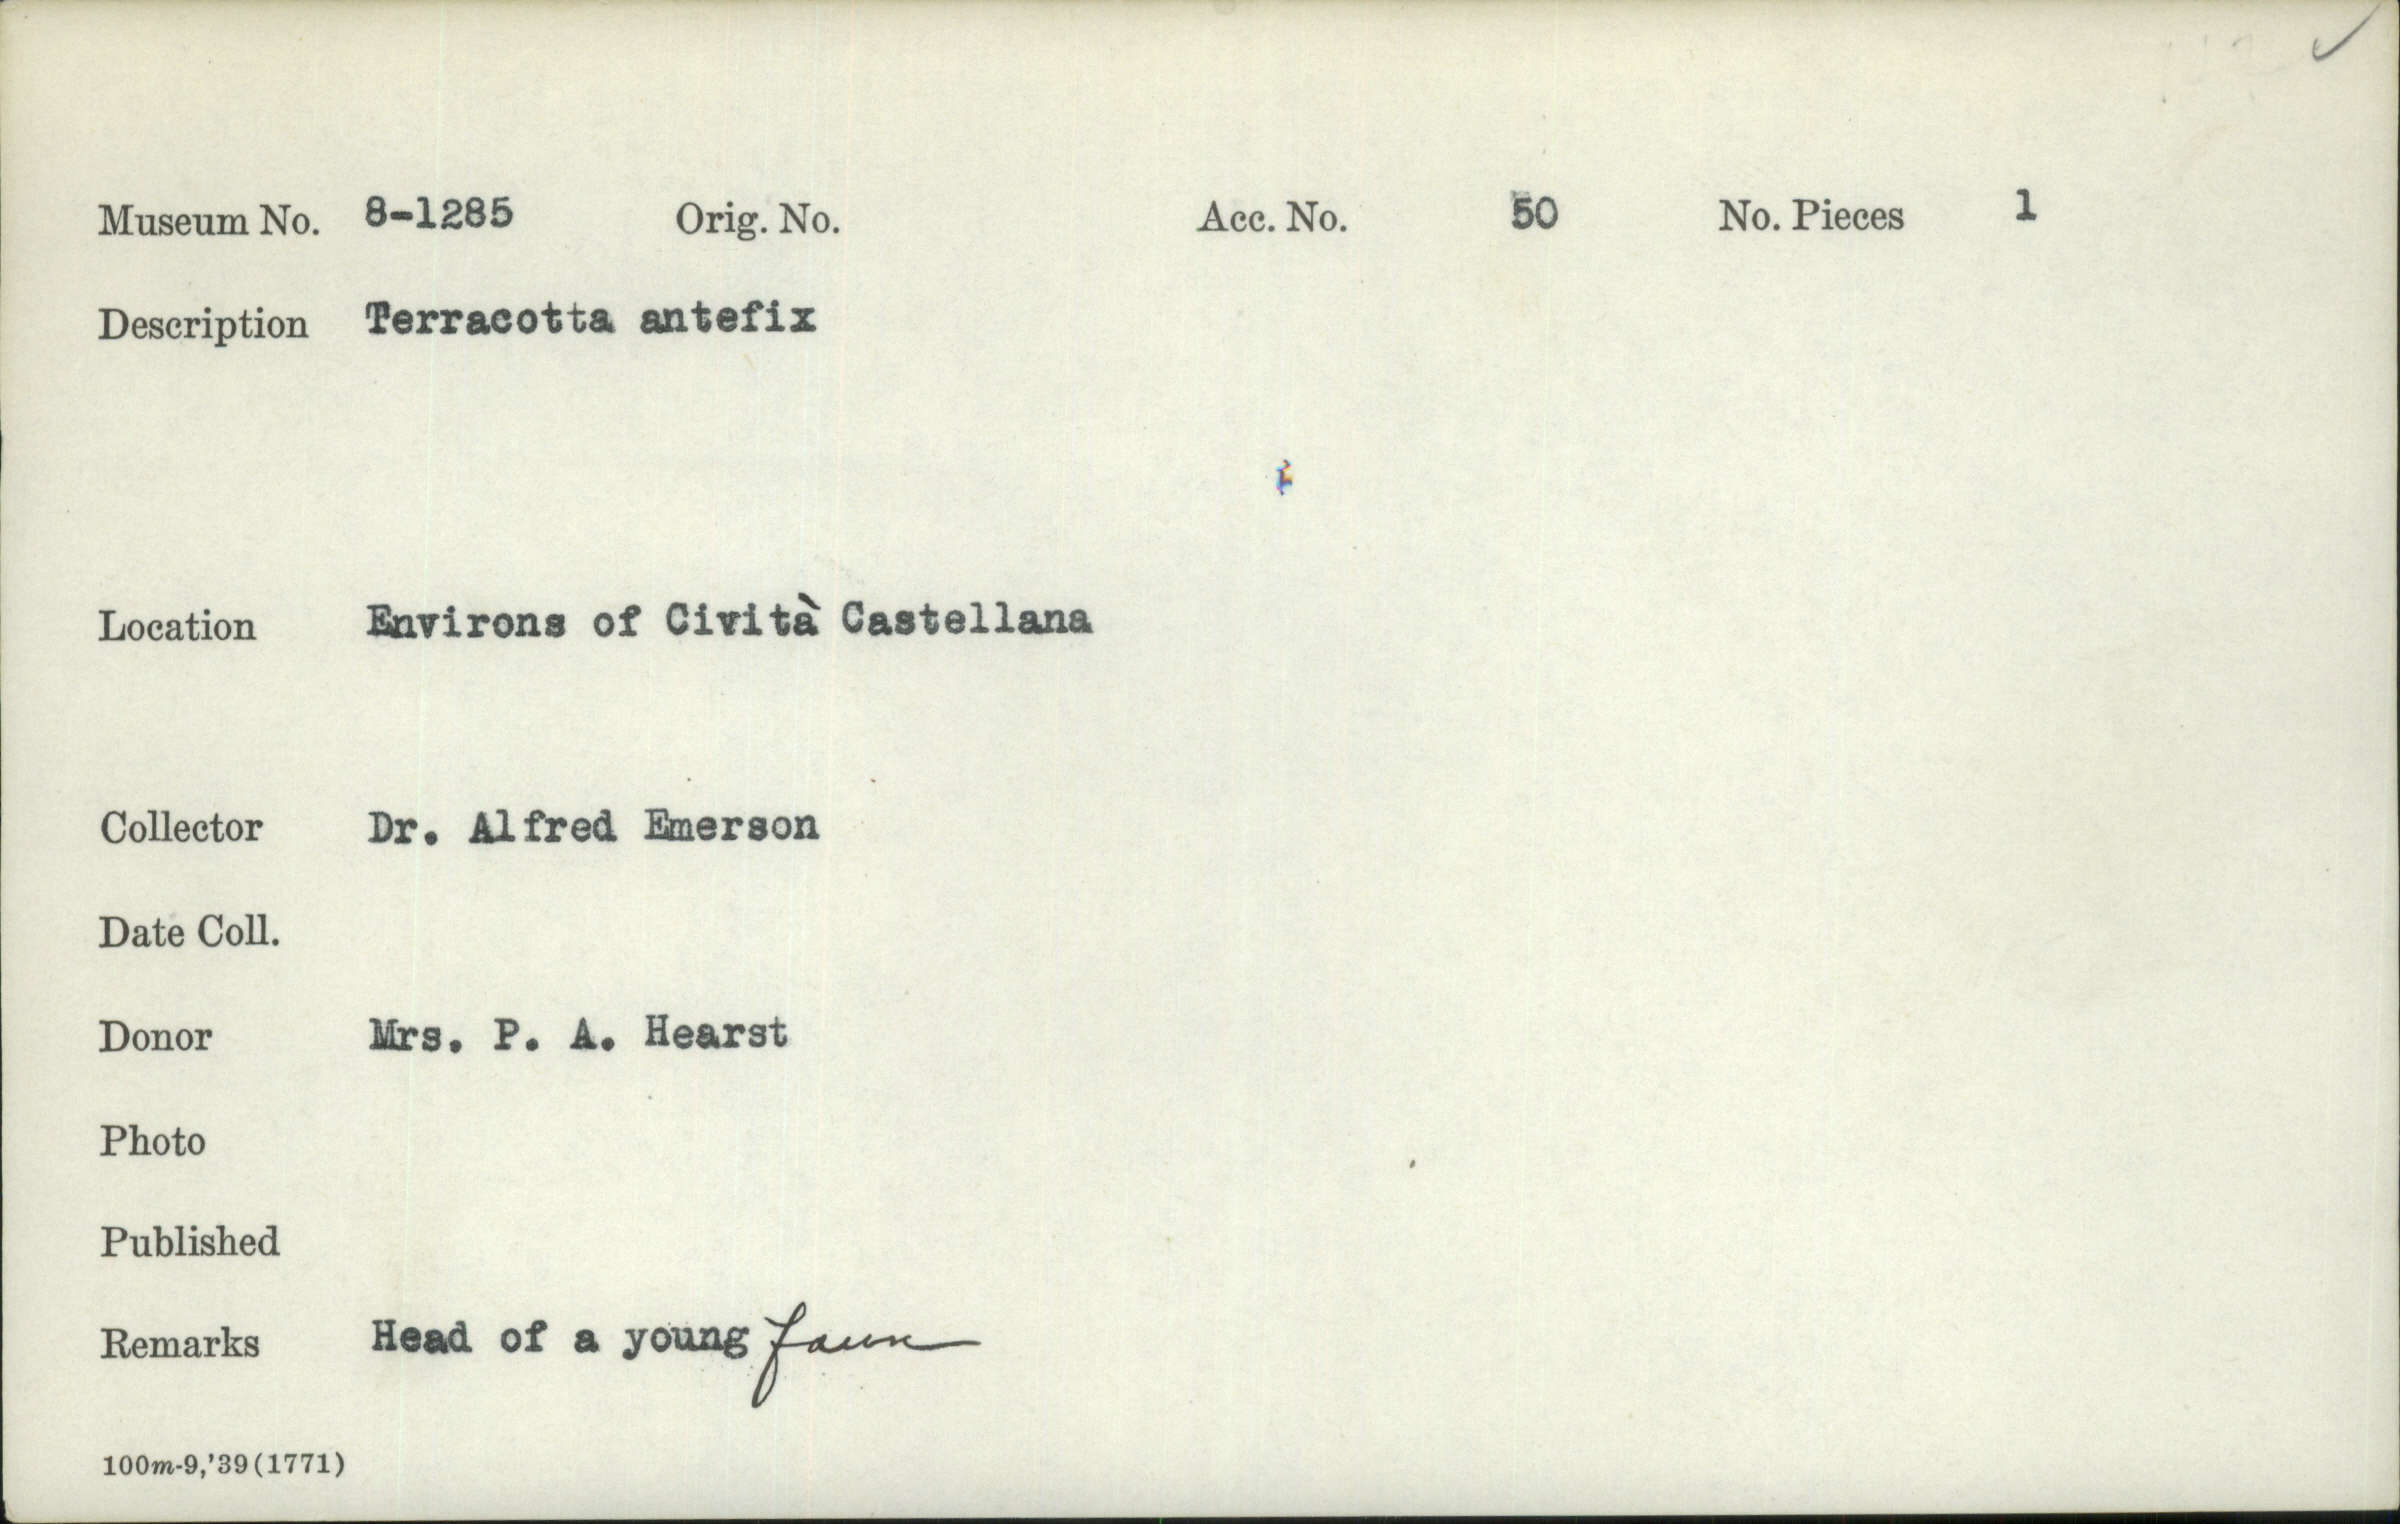 Museum No. 8-1285 Orig. No. Acc. No. 50 No. Pieces 1
Description Terracotta antefix
Location Environs of Cività Castellana
Collector Dr. Alfred Emerson
Date Coll.
Donor Mrs. P. A. Hearst
Photo
Published
Remarks Head of a young faun
100m-9,'39(1771)